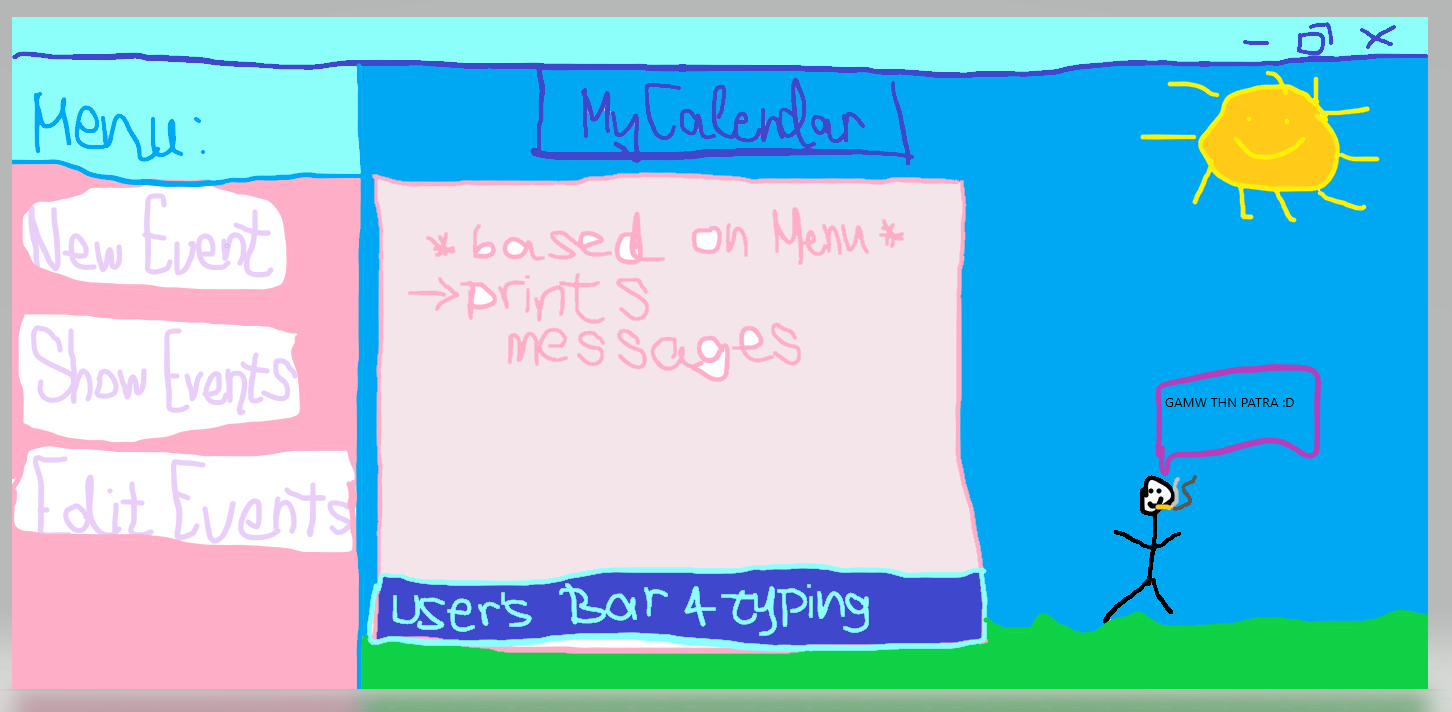 Menu:
MyCalendar
New Event
Show Events
Edit Events
*based on Menu*
→prints
messages
user's Bar 4 typing
GAMW THN PATRA :D